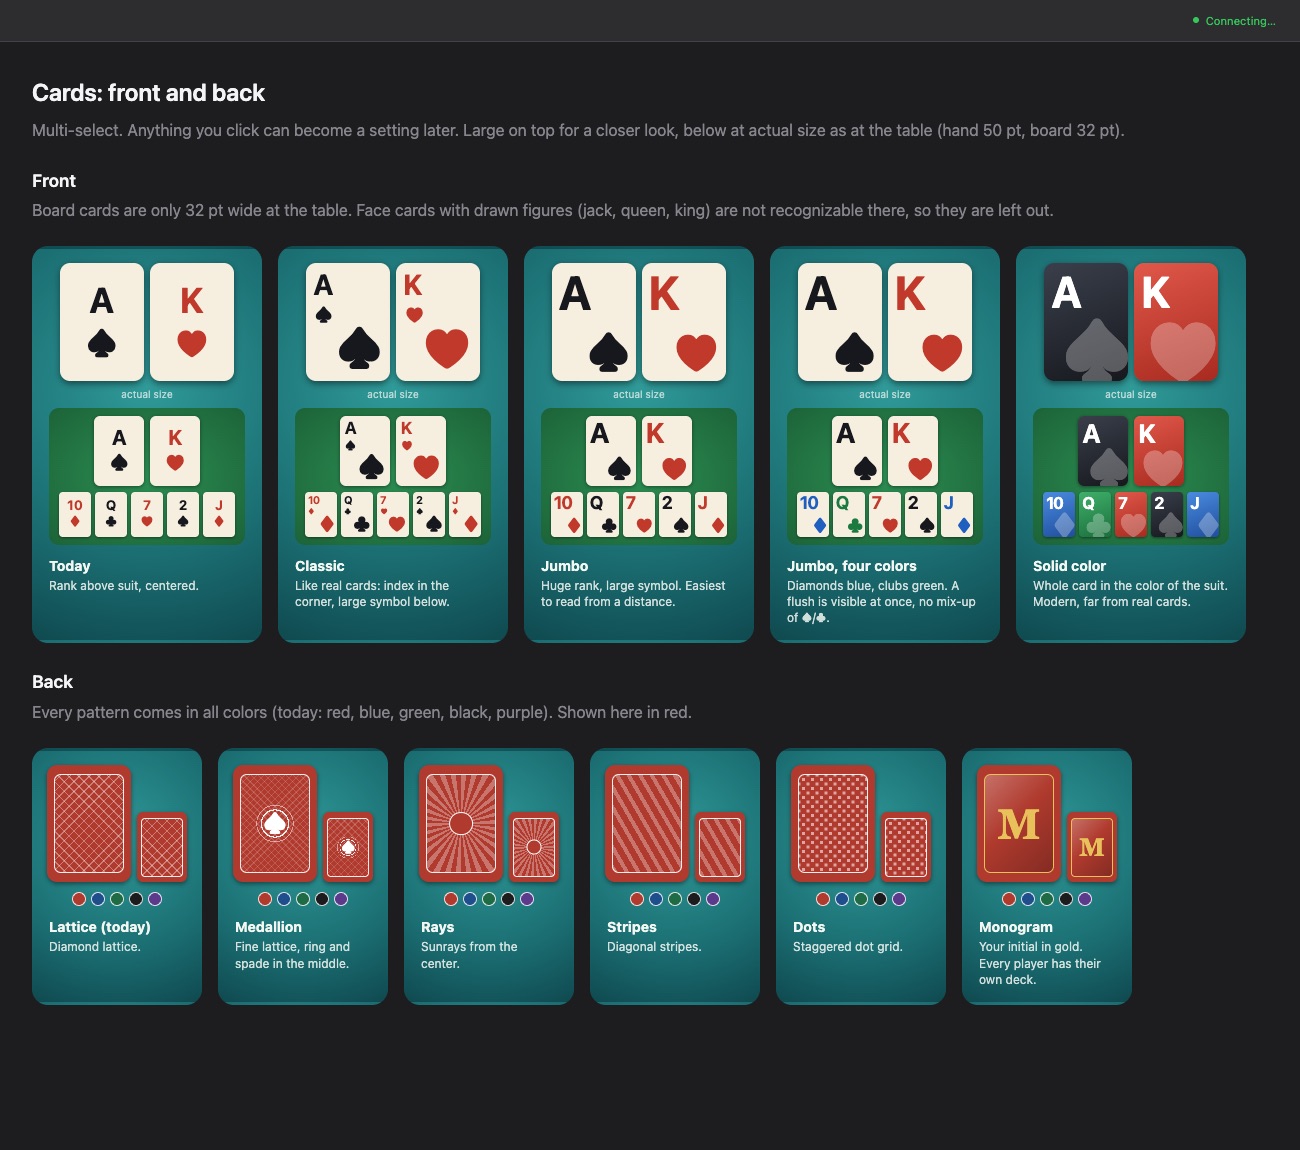 Connecting...
Cards: front and back
Multi-select. Anything you click can become a setting later. Large on top for a closer look, below at actual size as at the table (hand 50 pt, board 32 pt).
Front
Board cards are only 32 pt wide at the table. Face cards with drawn figures (jack, queen, king) are not recognizable there, so they are left out.
A K
actual size
A K
10 Q 7 2 J
Today
Rank above suit, centered.
A K
actual size
A K
10 Q 7 2 J
Classic
Like real cards: index in the
corner, large symbol below.
A K
actual size
A K
10 Q 7 2 J
Jumbo
Huge rank, large symbol. Easiest
to read from a distance.
A K
actual size
A K
10 Q 7 2 J
Jumbo, four colors
Diamonds blue, clubs green. A
flush is visible at once, no mix-up
of ♠/♣.
A K
actual size
A K
10 Q 7 2 J
Solid color
Whole card in the color of the suit.
Modern, far from real cards.
Back
Every pattern comes in all colors (today: red, blue, green, black, purple). Shown here in red.
Lattice (today)
Diamond lattice.
Medallion
Fine lattice, ring and
spade in the middle.
Rays
Sunrays from the
center.
Stripes
Diagonal stripes.
Dots
Staggered dot grid.
M M
Monogram
Your initial in gold.
Every player has their
own deck.